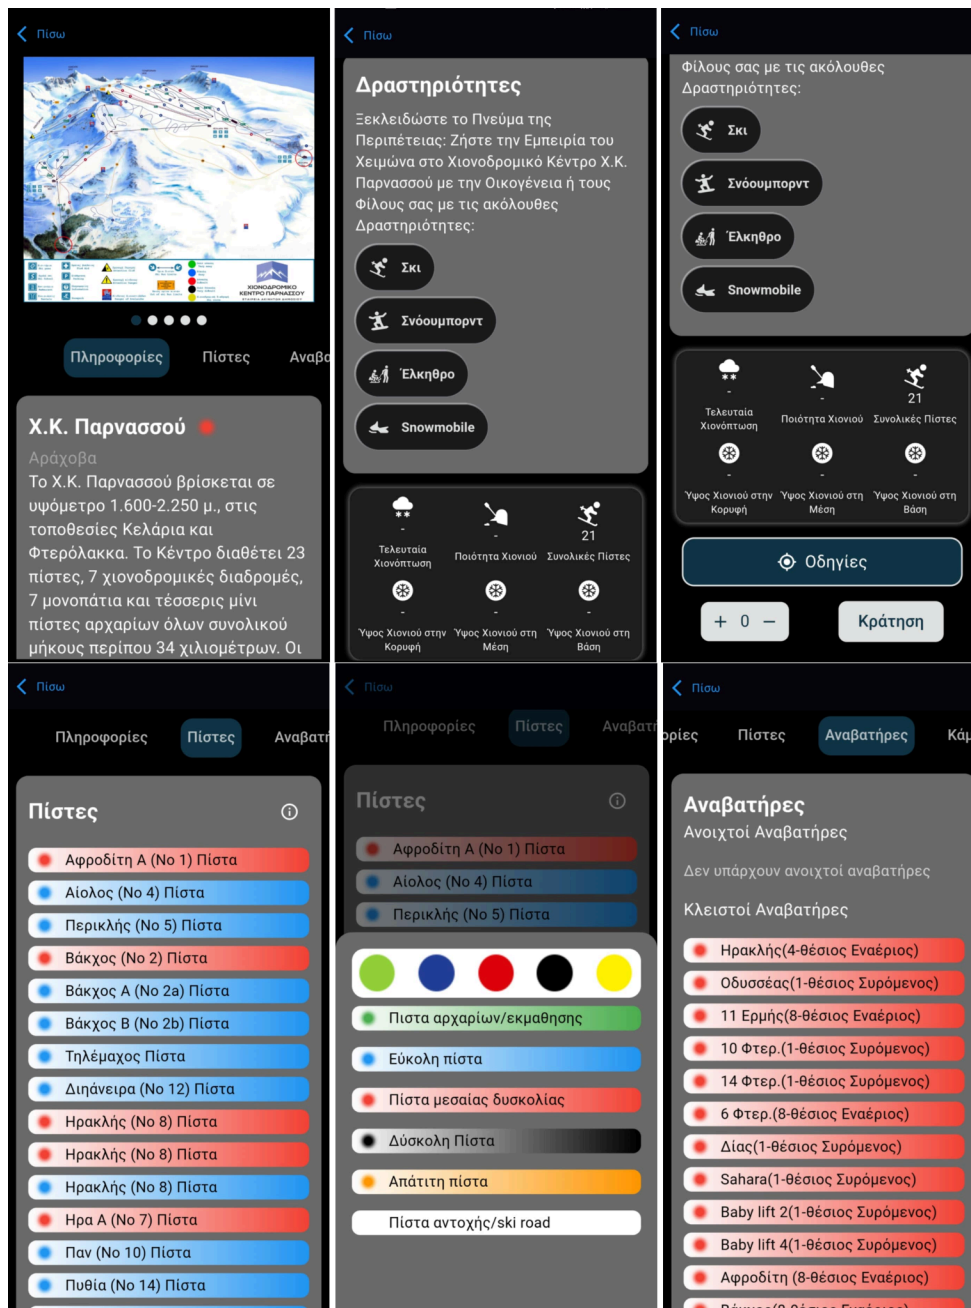 Πίσω
ΧΙΟΝΟΔΡΟΜΙΚΟ
ΚΕΝΤΡΟ ΠΑΡΝΑΣΣΟΥ
Πληροφορίες
Πίστες
Αναβα
Χ.Κ. Παρνασσού
Αράχοβα
Το Χ.Κ. Παρνασσού βρίσκεται σε
υψόμετρο 1.600-2.250 μ., στις
τοποθεσίες Κελάρια και
Φτερόλακκα. Το Κέντρο διαθέτει 23
πίστες, 7 χιονοδρομικές διαδρομές,
7 μονοπάτια και τέσσερις μίνι
πίστες αρχαρίων όλων συνολικού
μήκους περίπου 34 χιλιομέτρων. Οι
Πίσω
Δραστηριότητες
Ξεκλειδώστε το Πνεύμα της
Περιπέτειας: Ζήστε την Εμπειρία του
Χειμώνα στο Χιονοδρομικό Κέντρο Χ.Κ.
Παρνασσού με την Οικογένεια ή τους
Φίλους σας με τις ακόλουθες
Δραστηριότητες:
Σκι
Σνόουμπορντ
Έλκηθρο
Snowmobile
- - 21
Τελευταία Χιονόπτωση
Ποιότητα Χιονιού
Συνολικές Πίστες
- - -
Ύψος Χιονιού στην Κορυφή
Ύψος Χιονιού στη Μέση
Ύψος Χιονιού στη Βάση
Πίσω
Φίλους σας με τις ακόλουθες
Δραστηριότητες:
Σκι
Σνόουμπορντ
Έλκηθρο
Snowmobile
- - 21
Τελευταία Χιονόπτωση
Ποιότητα Χιονιού
Συνολικές Πίστες
- - -
Ύψος Χιονιού στην Κορυφή
Ύψος Χιονιού στη Μέση
Ύψος Χιονιού στη Βάση
Οδηγίες
+ 0 −
Κράτηση
Πίσω
Πληροφορίες
Πίστες
Αναβατή
Πίστες
Αφροδίτη Α (Νο 1) Πίστα
Αίολος (Νο 4) Πίστα
Περικλής (Νο 5) Πίστα
Βάκχος (Νο 2) Πίστα
Βάκχος Α (Νο 2a) Πίστα
Βάκχος Β (Νο 2b) Πίστα
Τηλέμαχος Πίστα
Διηάνειρα (Νο 12) Πίστα
Ηρακλής (Νο 8) Πίστα
Ηρακλής (Νο 8) Πίστα
Ηρακλής (Νο 8) Πίστα
Ηρα Α (Νο 7) Πίστα
Παν (Νο 10) Πίστα
Πυθία (Νο 14) Πίστα
Πίσω
Πληροφορίες
Πίστες
Αναβατή
Πίστες
Αφροδίτη Α (Νο 1) Πίστα
Αίολος (Νο 4) Πίστα
Περικλής (Νο 5) Πίστα
Πιστα αρχαρίων/εκμαθησης
Εύκολη πίστα
Πίστα μεσαίας δυσκολίας
Δύσκολη Πίστα
Απάτιτη πίστα
Πίστα αντοχής/ski road
Πίσω
ορίες
Πίστες
Αναβατήρες
Κάμ
Αναβατήρες
Ανοιχτοί Αναβατήρες
Δεν υπάρχουν ανοιχτοί αναβατήρες
Κλειστοί Αναβατήρες
Ηρακλής(4-θέσιος Εναέριος)
Οδυσσέας(1-θέσιος Συρόμενος)
11 Ερμής(8-θέσιος Εναέριος)
10 Φτερ.(1-θέσιος Συρόμενος)
14 Φτερ.(1-θέσιος Συρόμενος)
6 Φτερ.(8-θέσιος Εναέριος)
Δίας(1-θέσιος Συρόμενος)
Sahara(1-θέσιος Συρόμενος)
Baby lift 2(1-θέσιος Συρόμενος)
Baby lift 4(1-θέσιος Συρόμενος)
Αφροδίτη (8-θέσιος Εναέριος)